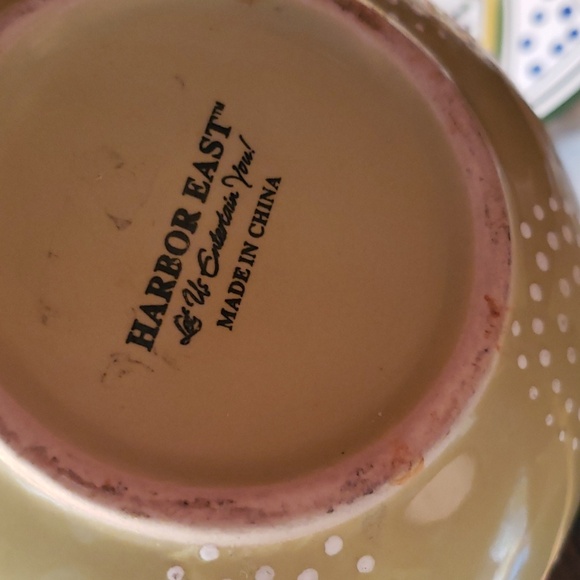 HARBOR EAST™
Let Us Entertain You!
MADE IN CHINA